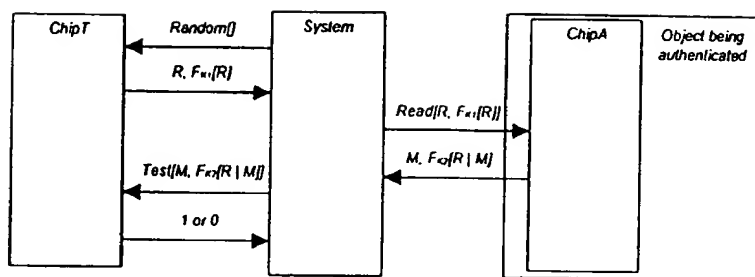 ChipT
System
ChipA
Object being
authenticated
Random[]
R, FK1[R]
Read[R, FK1[R]]
M, FK2[R | M]
Test[M, FK2[R | M]]
1 or 0